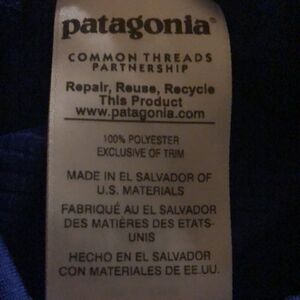 patagonia®
COMMON THREADS
PARTNERSHIP
Repair, Reuse, Recycle
This Product
www.patagonia.com
100% POLYESTER
EXCLUSIVE OF TRIM
MADE IN EL SALVADOR OF
U.S. MATERIALS
FABRIQUÉ AU EL SALVADOR
DES MATIÈRES DES ETATS-
UNIS
HECHO EN EL SALVADOR
CON MATERIALES DE EE.UU.